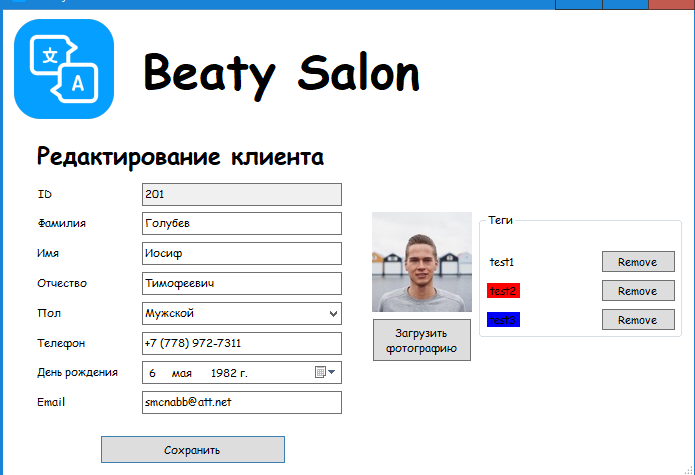 文
A
Beaty Salon
Редактирование клиента
ID 201
Фамилия Голубев
Имя Иосиф
Отчество Тимофеевич
Пол Мужской
Телефон +7 (778) 972-7311
День рождения 6 мая 1982 г.
Email smcnabb@att.net
Сохранить
Загрузить
фотографию
Теги
test1 Remove
test2 Remove
test3 Remove